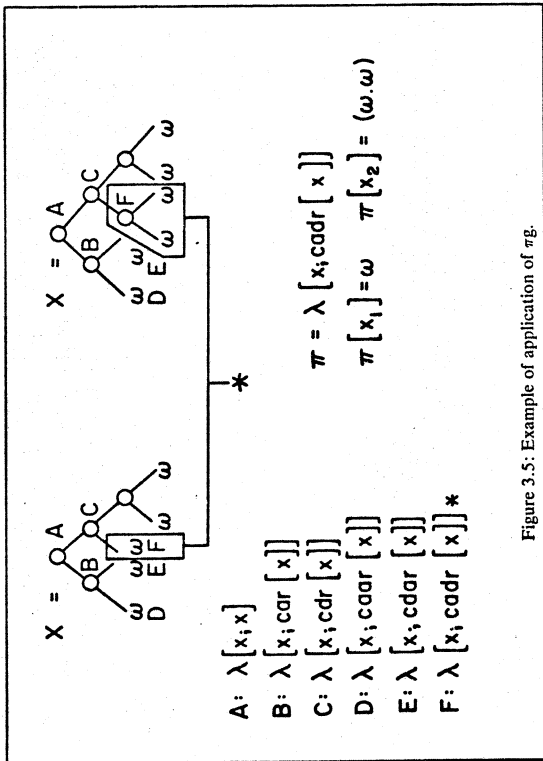 X =
A
B
C
ω
ω
ω
ω
ω
D
E
F
X =
A
B
C
ω
ω
ω
ω
ω
ω
D
E
F
*
A: λ [x;x]
B: λ [x; car [x]]
C: λ [x; cdr [x]]
D: λ [x; caar [x]]
E: λ [x; cdar [x]]
F: λ [x; cadr [x]] *
π = λ [x; cadr [x]]
π [x₁] = ω π [x₂] = (ω.ω)
Figure 3.5: Example of application of πg.